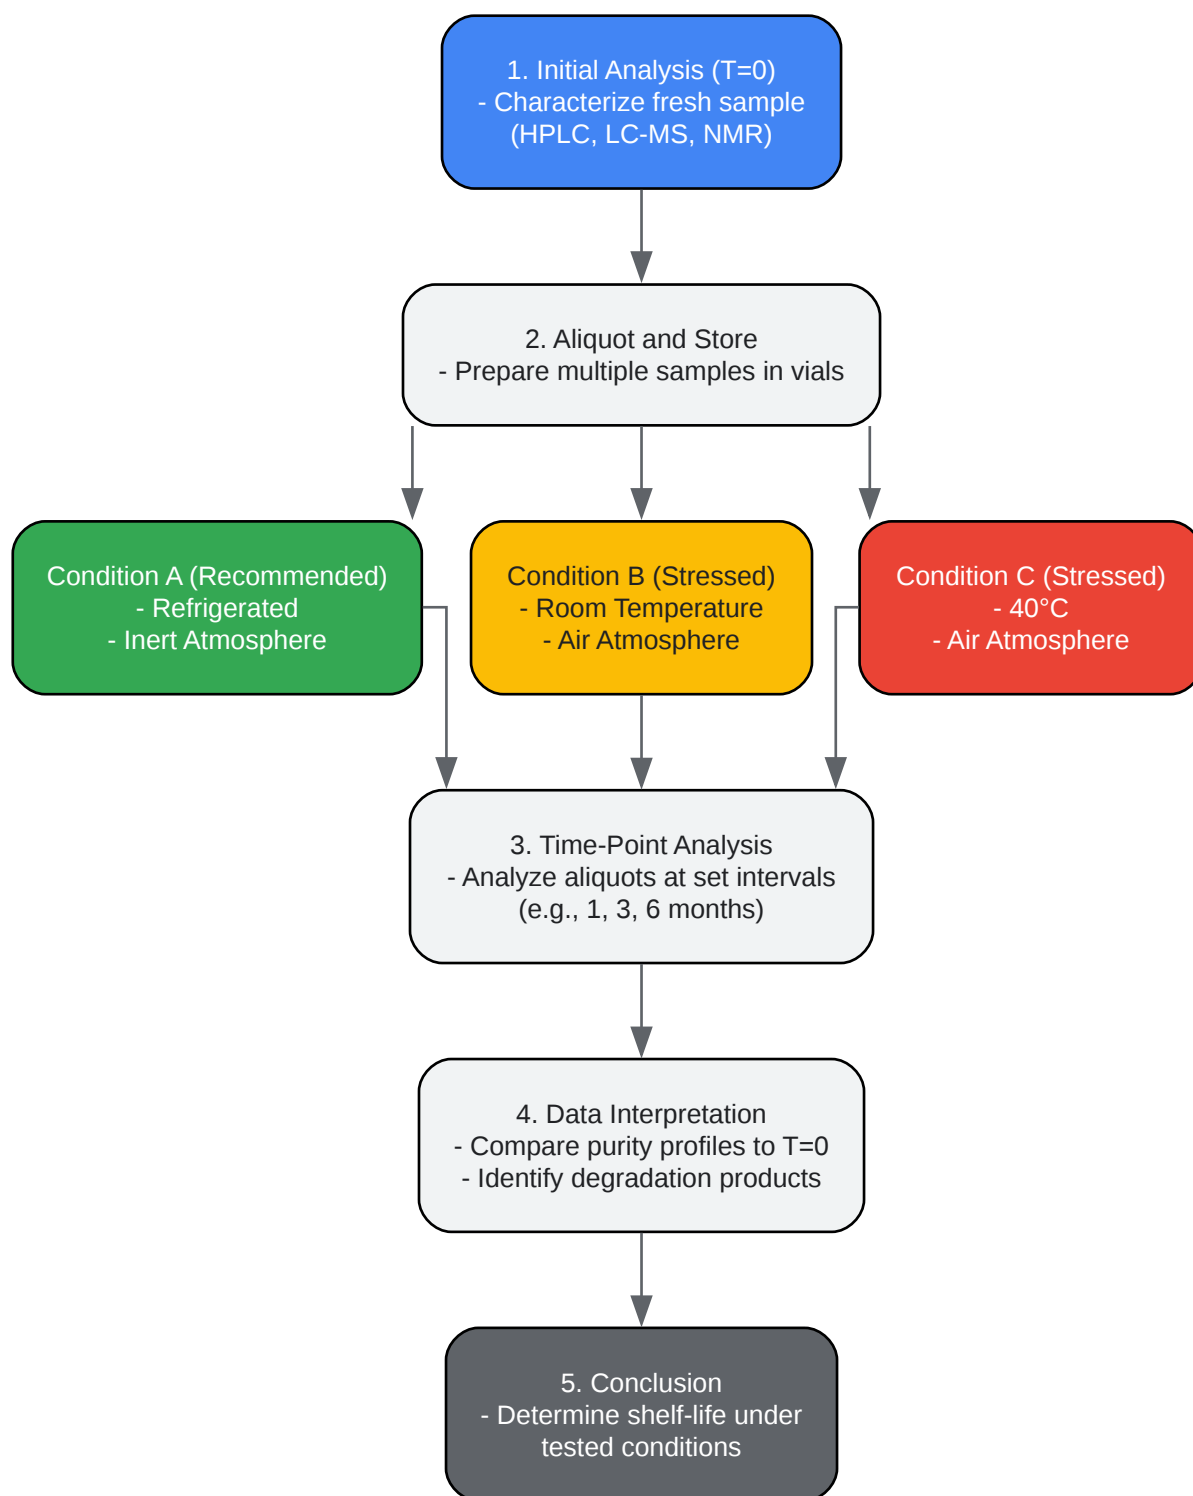 1. Initial Analysis (T=0)
- Characterize fresh sample
(HPLC, LC-MS, NMR)
2. Aliquot and Store
- Prepare multiple samples in vials
Condition A (Recommended)
- Refrigerated
- Inert Atmosphere
Condition B (Stressed)
- Room Temperature
- Air Atmosphere
Condition C (Stressed)
- 40°C
- Air Atmosphere
3. Time-Point Analysis
- Analyze aliquots at set intervals
(e.g., 1, 3, 6 months)
4. Data Interpretation
- Compare purity profiles to T=0
- Identify degradation products
5. Conclusion
- Determine shelf-life under
tested conditions